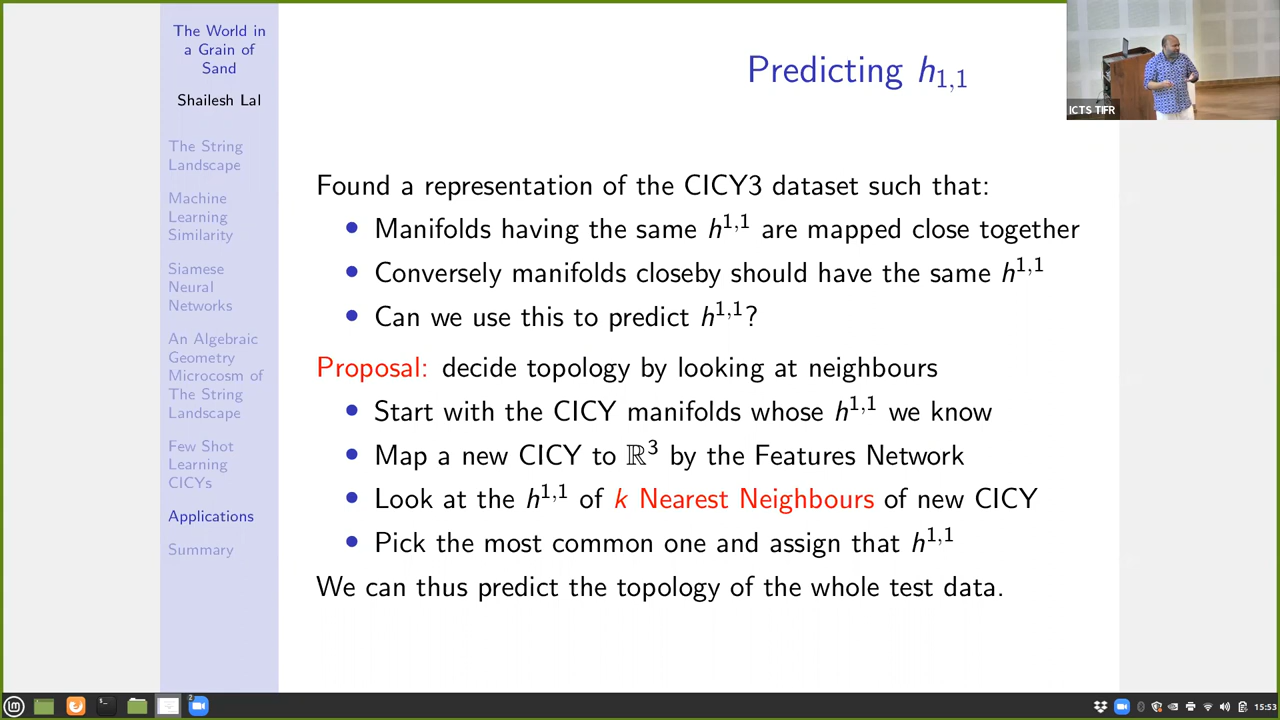 The World in
a Grain of
Sand
Shailesh Lal
The String
Landscape
Machine
Learning
Similarity
Siamese
Neural
Networks
An Algebraic
Geometry
Microcosm of
The String
Landscape
Few Shot
Learning
CICYs
Applications
Summary
Predicting h₁,₁
Found a representation of the CICY3 dataset such that:
• Manifolds having the same h¹,¹ are mapped close together
• Conversely manifolds closeby should have the same h¹,¹
• Can we use this to predict h¹,¹?
Proposal: decide topology by looking at neighbours
• Start with the CICY manifolds whose h¹,¹ we know
• Map a new CICY to ℝ³ by the Features Network
• Look at the h¹,¹ of k Nearest Neighbours of new CICY
• Pick the most common one and assign that h¹,¹
We can thus predict the topology of the whole test data.
ICTS TIFR
2
15:53